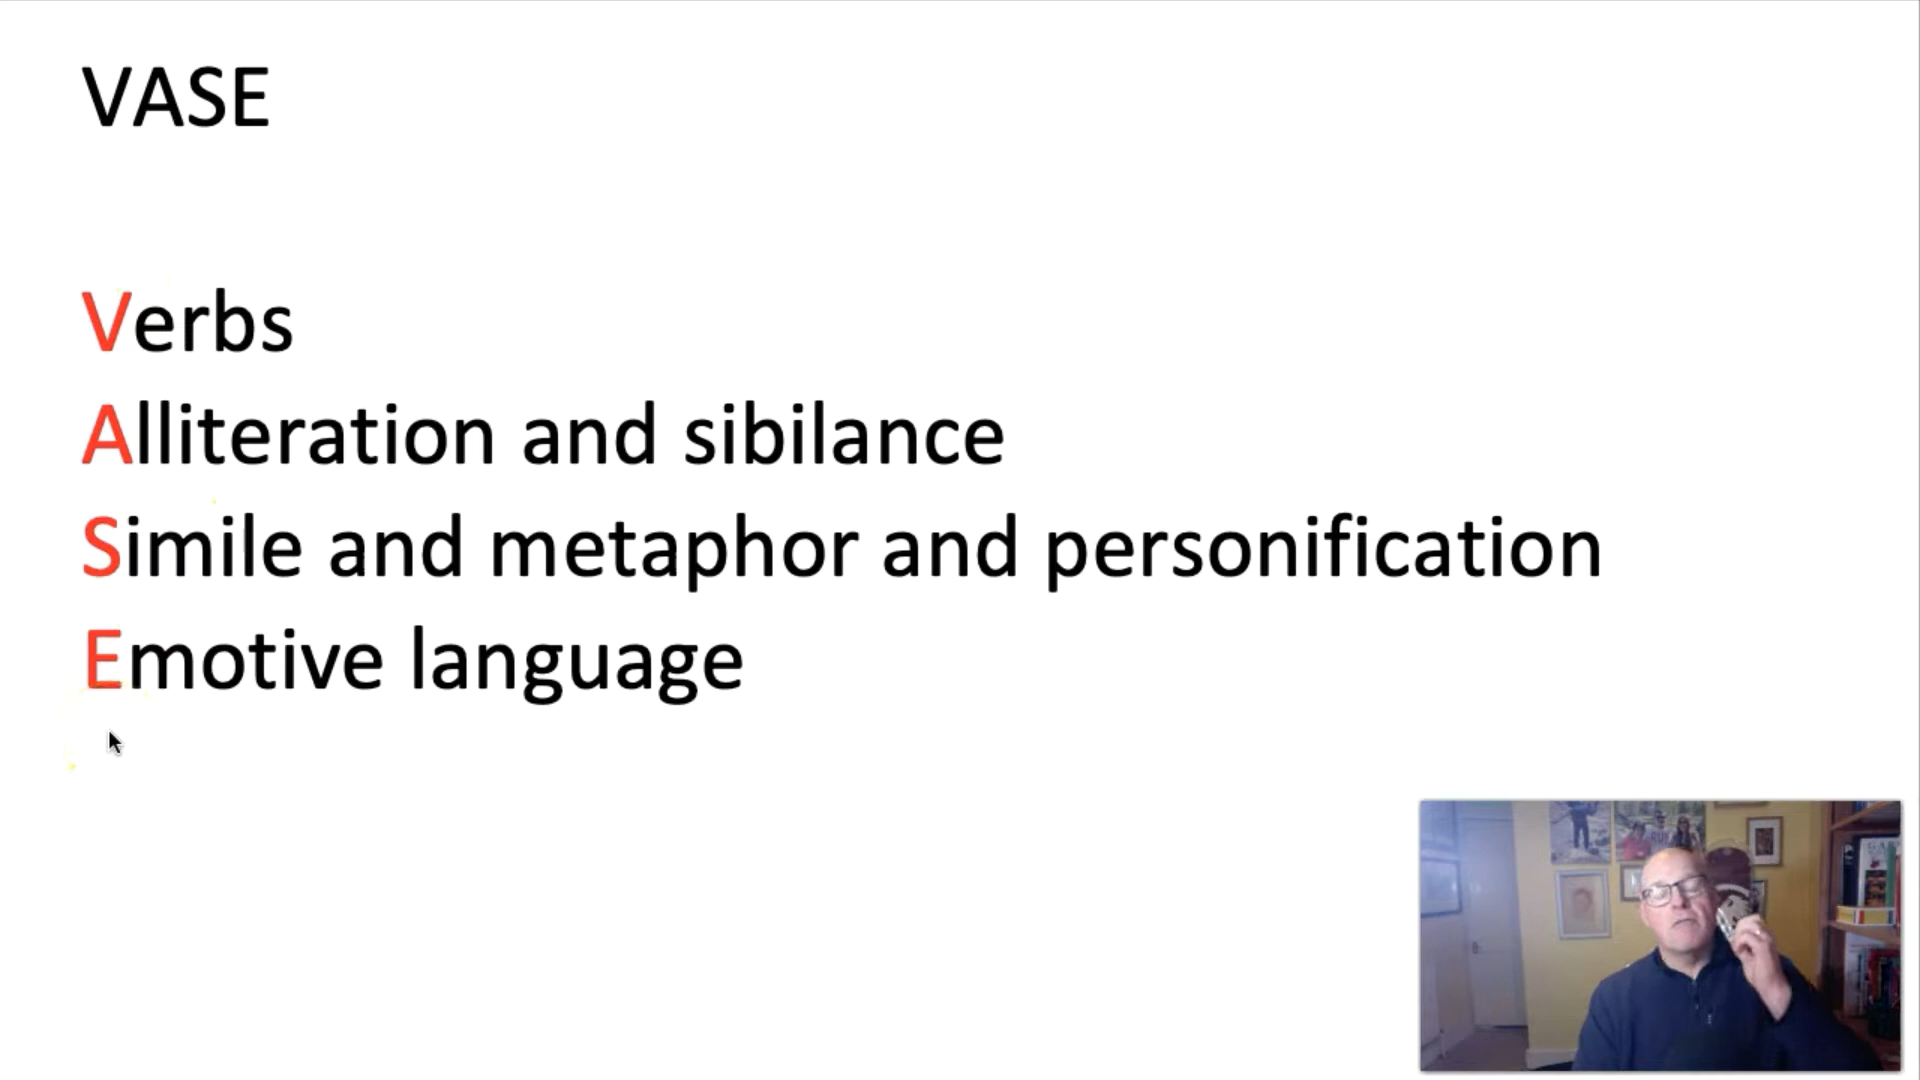 VASE
Verbs
Alliteration and sibilance
Simile and metaphor and personification
Emotive language